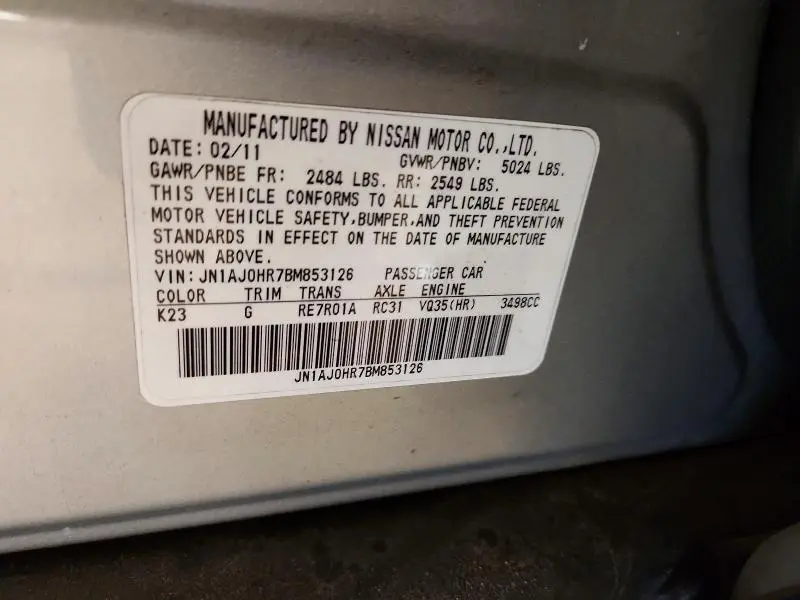 MANUFACTURED BY NISSAN MOTOR CO.,LTD.
DATE: 02/11 GVWR/PNBV: 5024 LBS.
GAWR/PNBE FR: 2484 LBS. RR: 2549 LBS.
THIS VEHICLE CONFORMS TO ALL APPLICABLE FEDERAL
MOTOR VEHICLE SAFETY,BUMPER,AND THEFT PREVENTION
STANDARDS IN EFFECT ON THE DATE OF MANUFACTURE
SHOWN ABOVE.
VIN: JN1AJ0HR7BM853126 PASSENGER CAR
COLOR TRIM TRANS AXLE ENGINE
K23 G RE7R01A RC31 VQ35(HR) 3498CC
JN1AJ0HR7BM853126